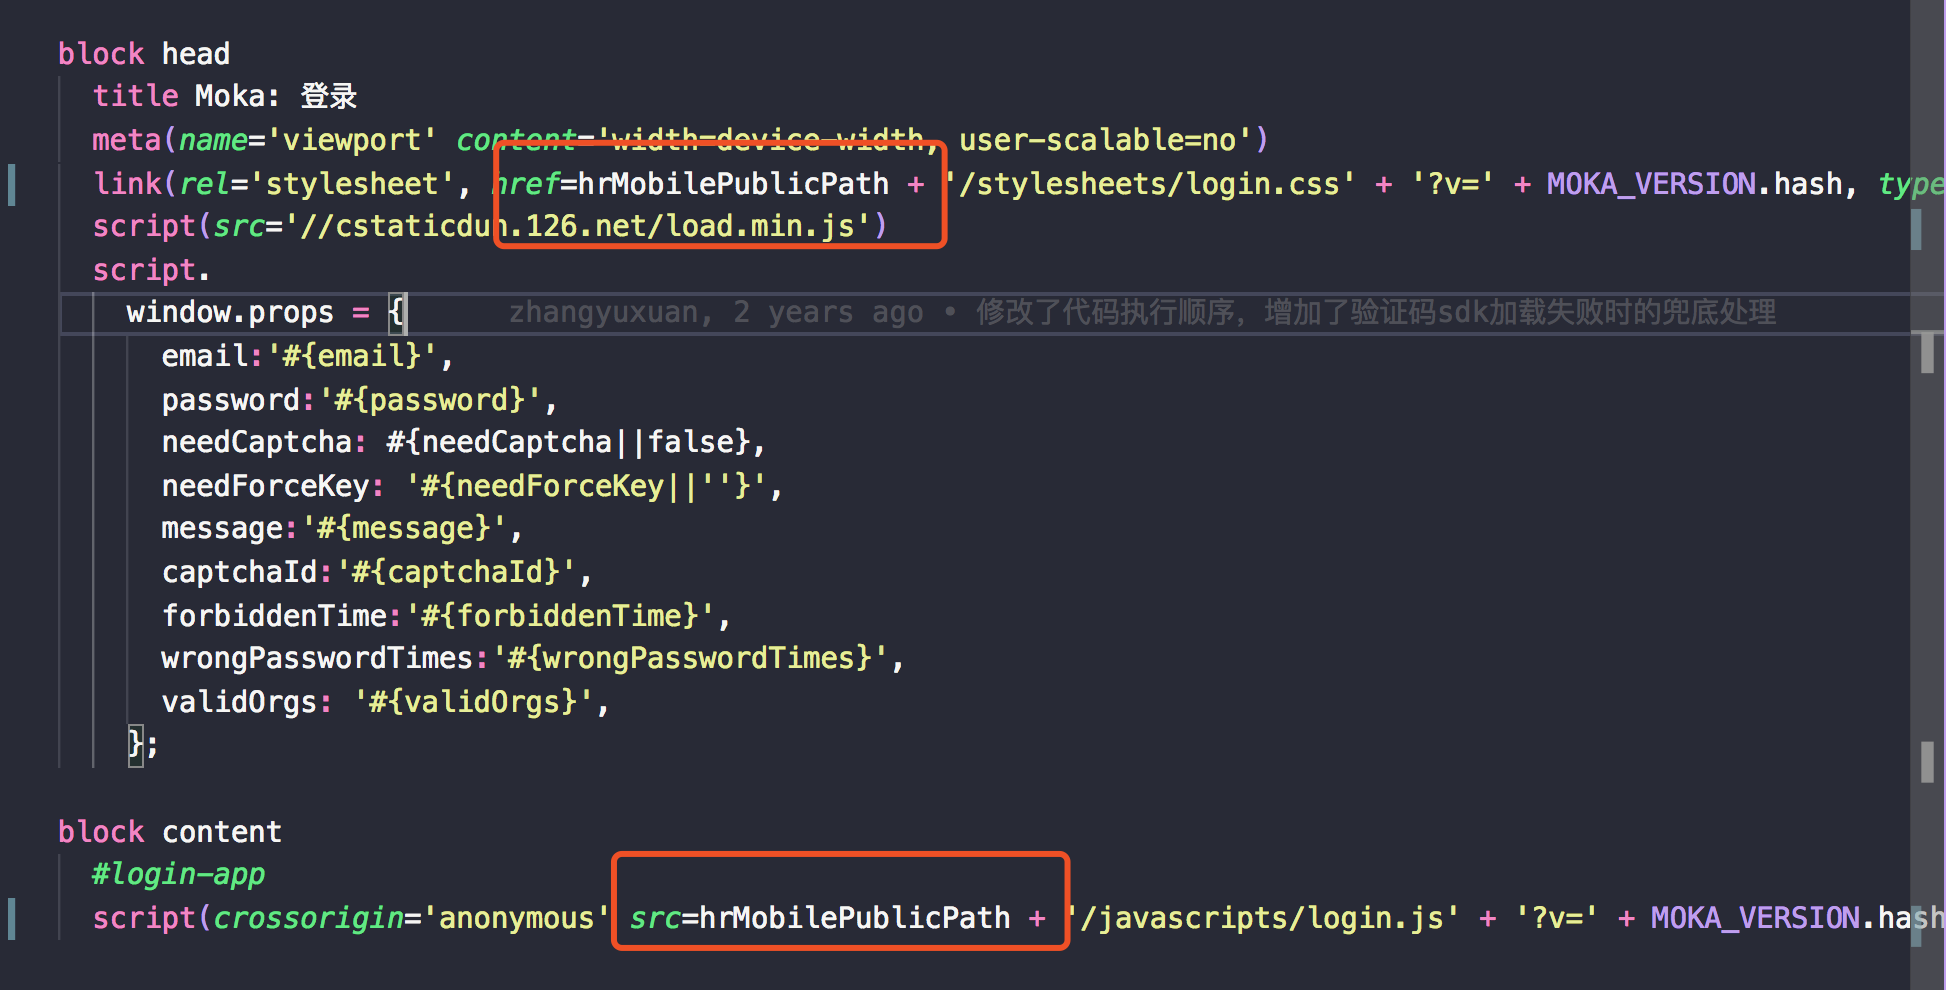 block head
title Moka: 登录
meta(name='viewport' content='width=device-width, user-scalable=no')
link(rel='stylesheet', href=hrMobilePublicPath + '/stylesheets/login.css' + '?v=' + MOKA_VERSION.hash, type
script(src='//cstaticdun.126.net/load.min.js')
script.
window.props = { zhangyuxuan, 2 years ago • 修改了代码执行顺序，增加了验证码sdk加载失败时的兜底处理
email:'#{email}',
password:'#{password}',
needCaptcha: #{needCaptcha||false},
needForceKey: '#{needForceKey||''}',
message:'#{message}',
captchaId:'#{captchaId}',
forbiddenTime:'#{forbiddenTime}',
wrongPasswordTimes:'#{wrongPasswordTimes}',
validOrgs: '#{validOrgs}',
};
block content
#login-app
script(crossorigin='anonymous' src=hrMobilePublicPath + '/javascripts/login.js' + '?v=' + MOKA_VERSION.hash